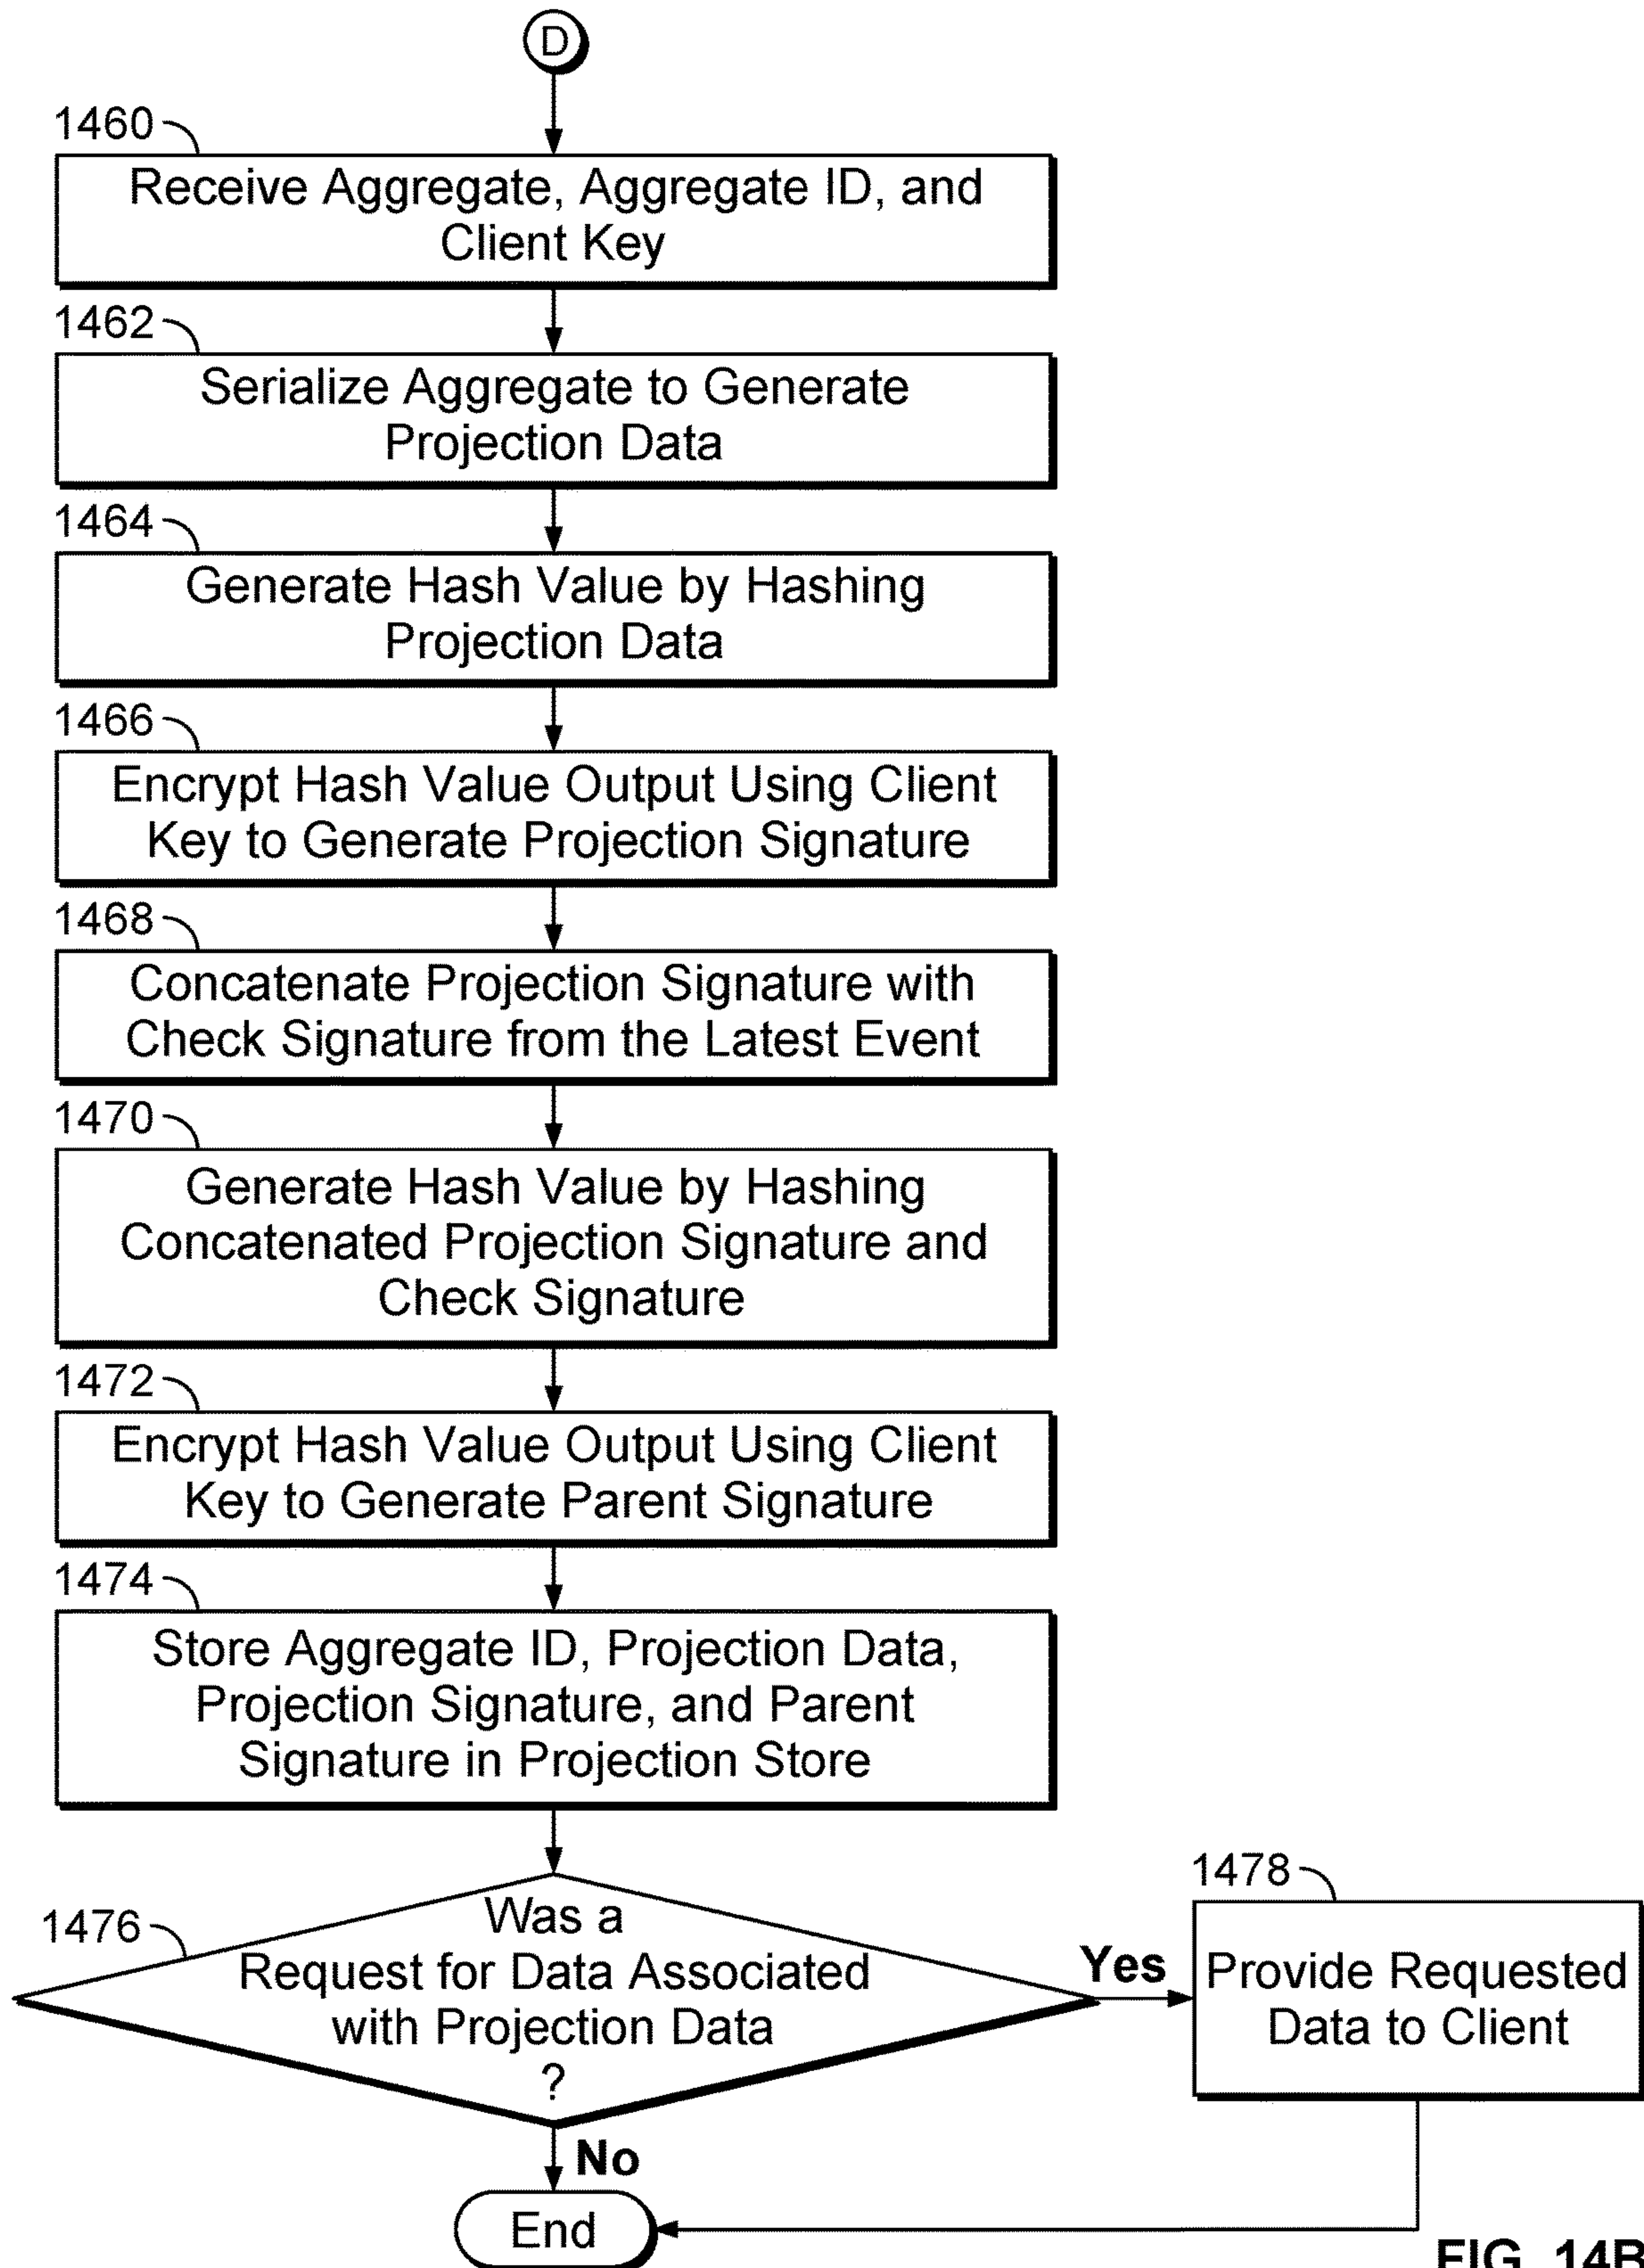 D
1460
Receive Aggregate, Aggregate ID, and
Client Key
1462
Serialize Aggregate to Generate
Projection Data
1464
Generate Hash Value by Hashing
Projection Data
1466
Encrypt Hash Value Output Using Client
Key to Generate Projection Signature
1468
Concatenate Projection Signature with
Check Signature from the Latest Event
1470
Generate Hash Value by Hashing
Concatenated Projection Signature and
Check Signature
1472
Encrypt Hash Value Output Using Client
Key to Generate Parent Signature
1474
Store Aggregate ID, Projection Data,
Projection Signature, and Parent
Signature in Projection Store
1476
Was a
Request for Data Associated
with Projection Data
?
Yes
1478
Provide Requested
Data to Client
No
End
FIG. 14B